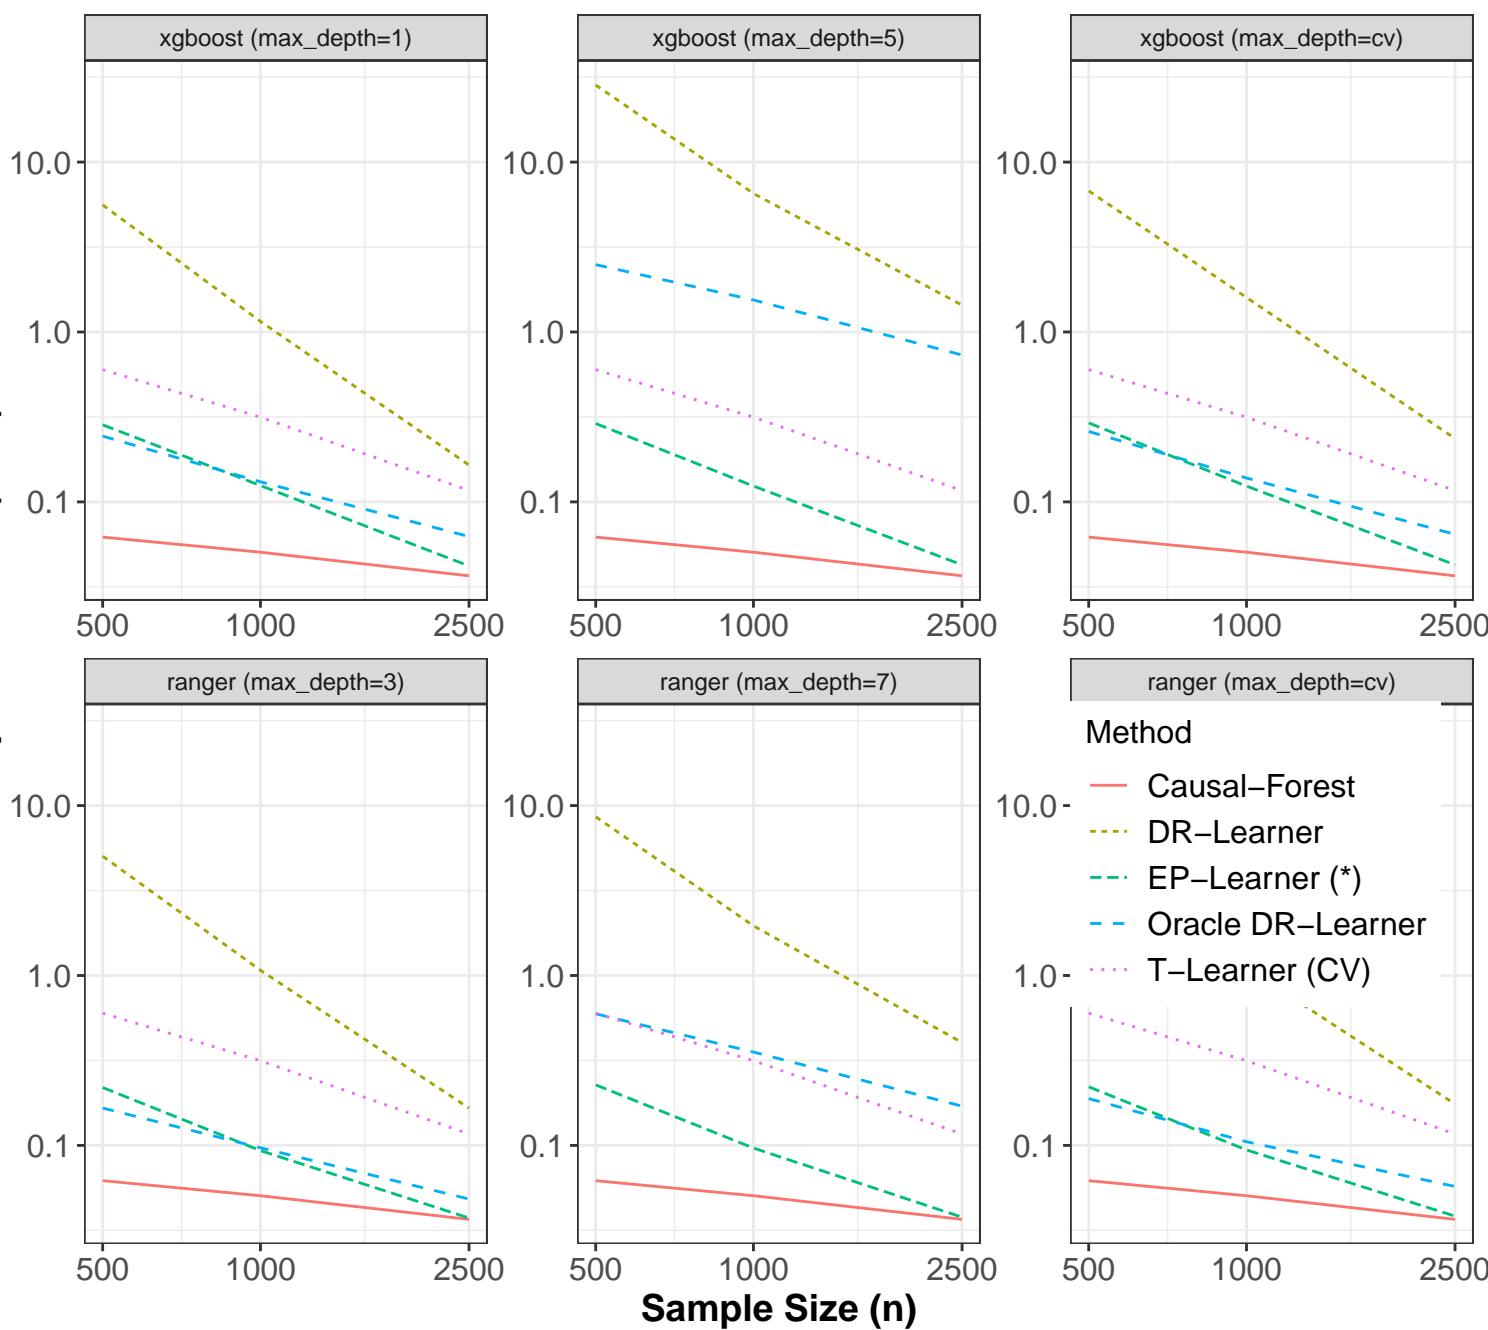 xgboost (max_depth=1)
xgboost (max_depth=5)
xgboost (max_depth=cv)
10.0
1.0
0.1
10.0
1.0
0.1
10.0
1.0
0.1
500 1000 2500
500 1000 2500
500 1000 2500
ranger (max_depth=3)
ranger (max_depth=7)
ranger (max_depth=cv)
10.0
1.0
0.1
10.0
1.0
0.1
10.0
1.0
0.1
Method
Causal−Forest
DR−Learner
EP−Learner (*)
Oracle DR−Learner
T−Learner (CV)
500 1000 2500
500 1000 2500
500 1000 2500
Sample Size (n)